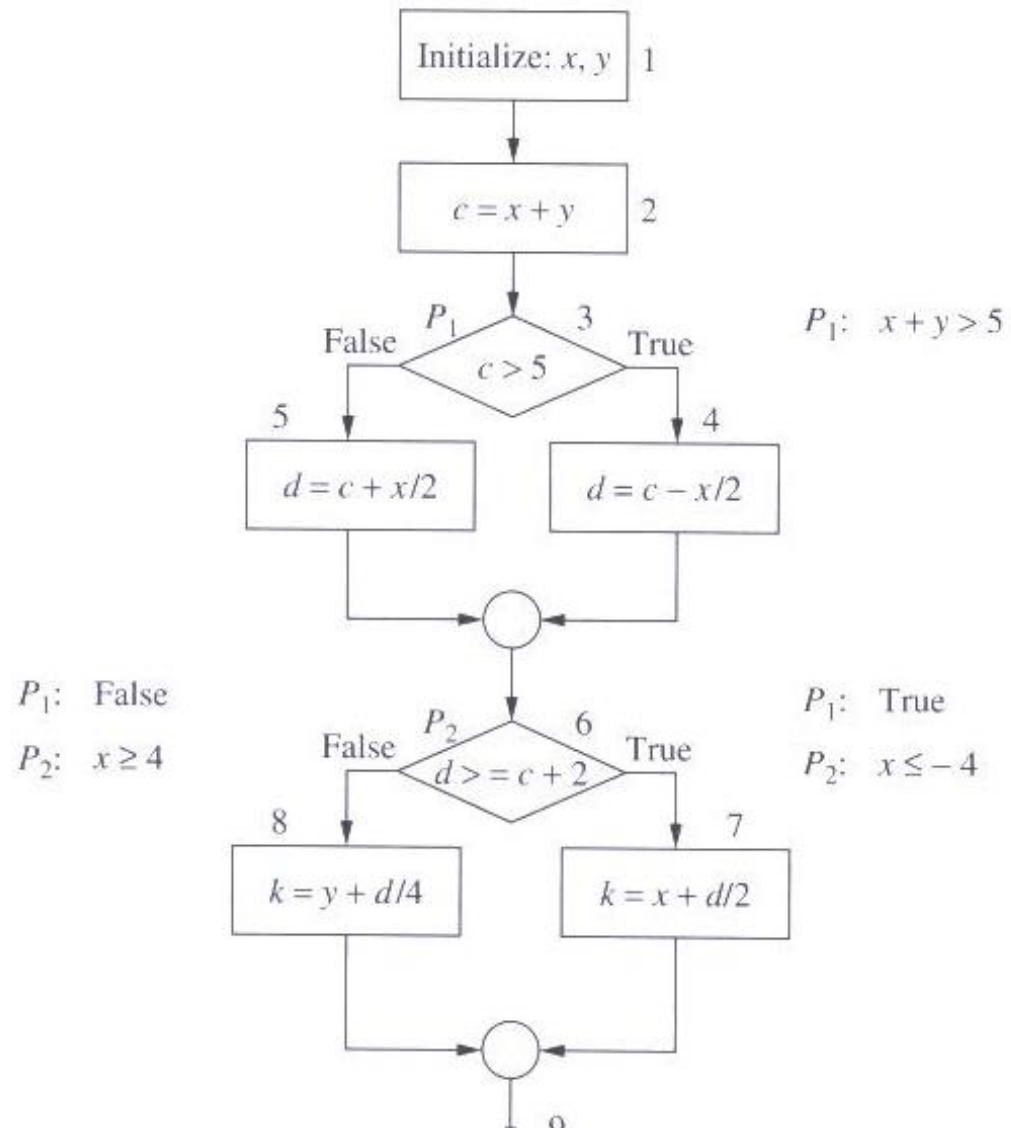 Initialize: x, y 1
c = x + y 2
P₁ 3
False True
c > 5
P₁: x + y > 5
5 4
d = c + x/2 d = c − x/2
P₁: False
P₂: x ≥ 4
P₁: True
P₂: x ≤ − 4
P₂ 6
False True
d > = c + 2
8 7
k = y + d/4 k = x + d/2